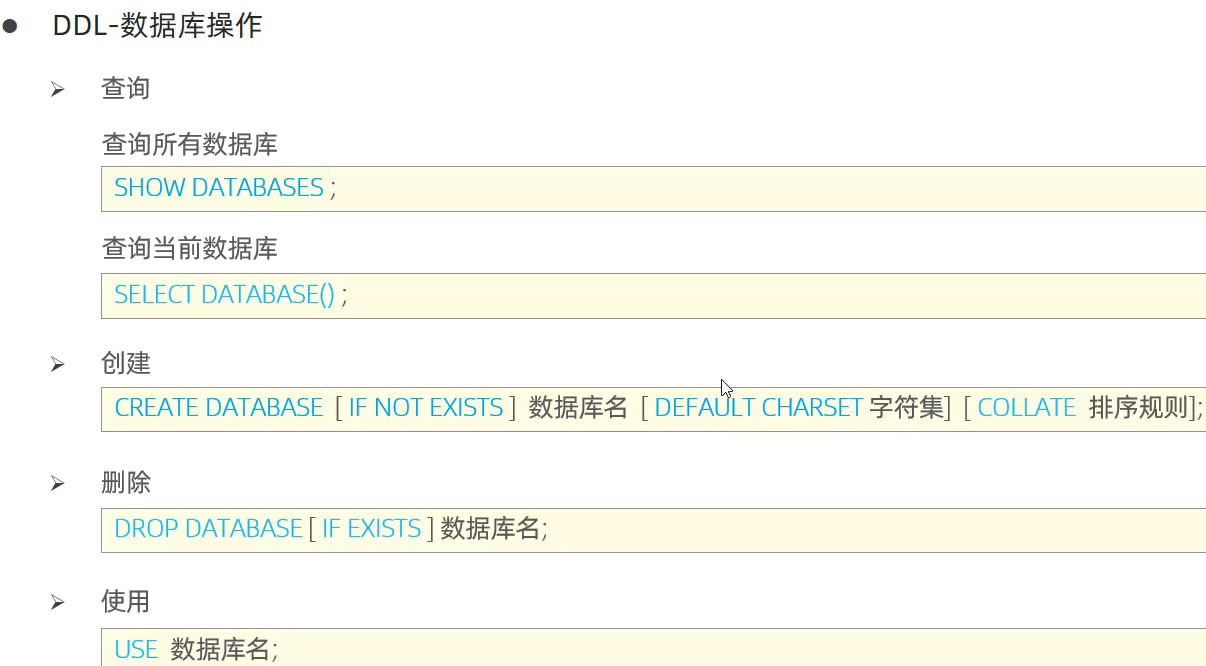 DDL-数据库操作
查询
查询所有数据库
SHOW DATABASES ;
查询当前数据库
SELECT DATABASE() ;
创建
CREATE DATABASE [ IF NOT EXISTS ] 数据库名 [ DEFAULT CHARSET 字符集] [ COLLATE 排序规则];
删除
DROP DATABASE [ IF EXISTS ] 数据库名;
使用
USE 数据库名;